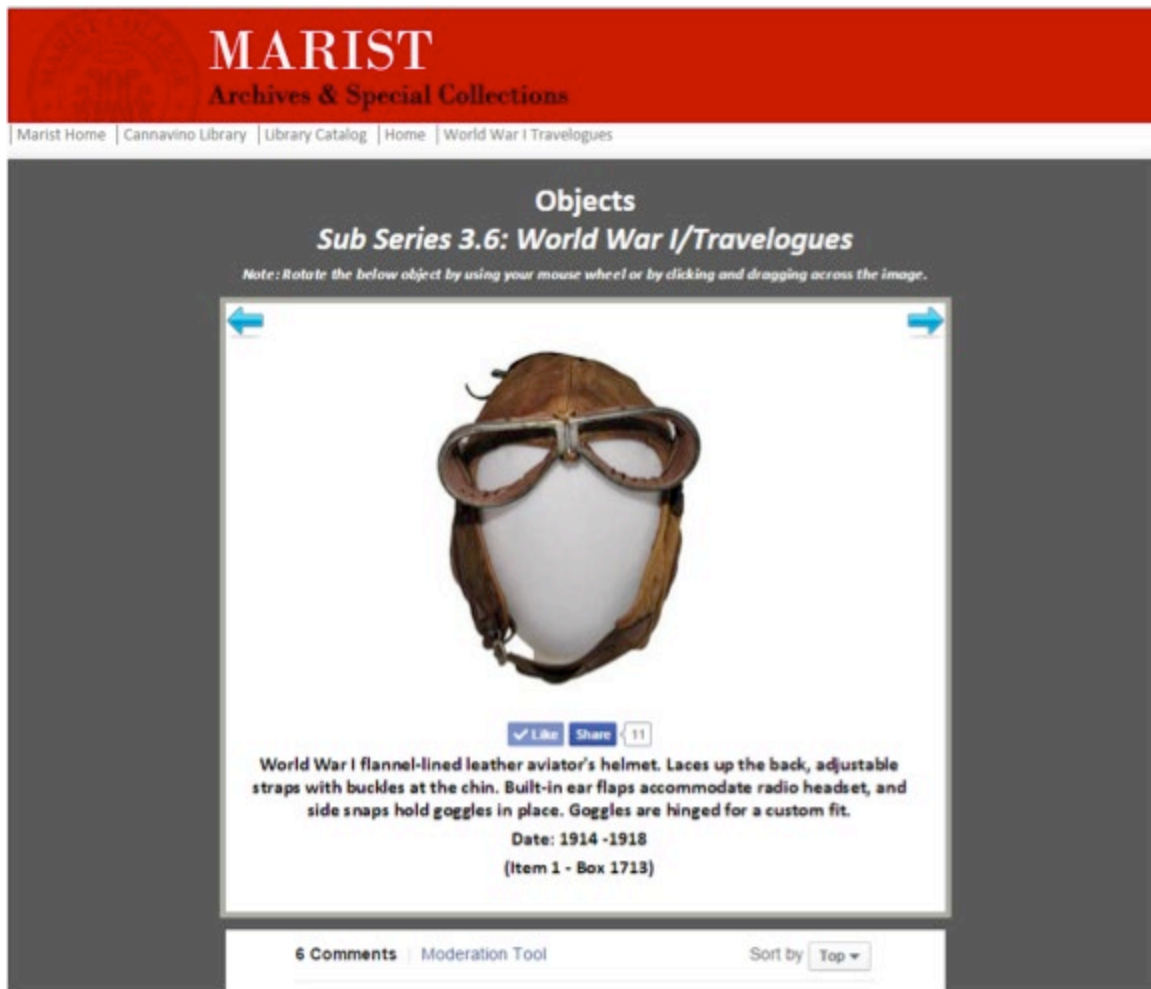 MARIST
Archives & Special Collections
Marist Home | Cannavino Library | Library Catalog | Home | World War I Travelogues
Objects
Sub Series 3.6: World War I/Travelogues
Note: Rotate the below object by using your mouse wheel or by clicking and dragging across the image.
Like Share 11
World War I flannel-lined leather aviator's helmet. Laces up the back, adjustable
straps with buckles at the chin. Built-in ear flaps accommodate radio headset, and
side snaps hold goggles in place. Goggles are hinged for a custom fit.
Date: 1914 -1918
(Item 1 - Box 1713)
6 Comments | Moderation Tool Sort by Top